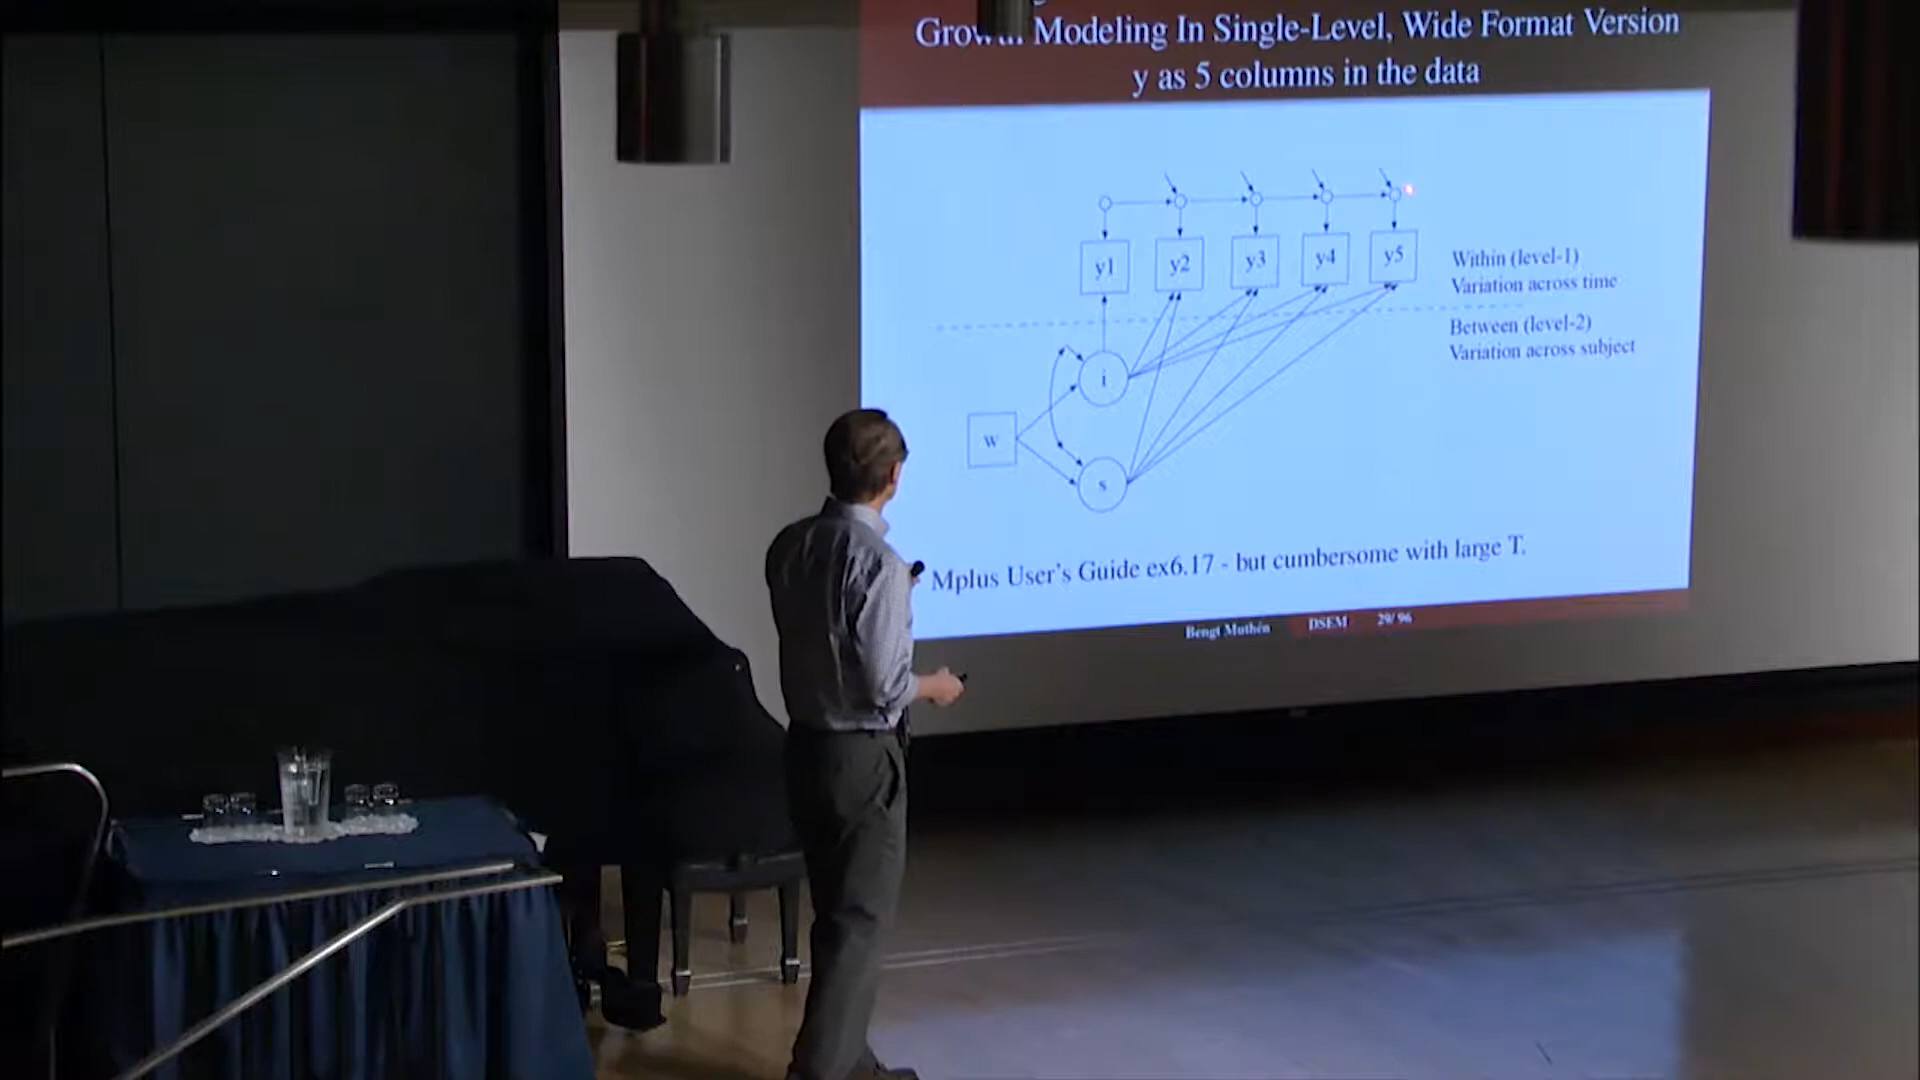 Modeling In Single-Level, Wide Format Version
y as 5 columns in the data
y1 y2 y3 y4 y5
Within (level-1)
Variation across time
Between (level-2)
Variation across subject
i
w
s
Mplus User's Guide ex6.17 - but cumbersome with large T.
Bengt Muthén DSEM 29/96